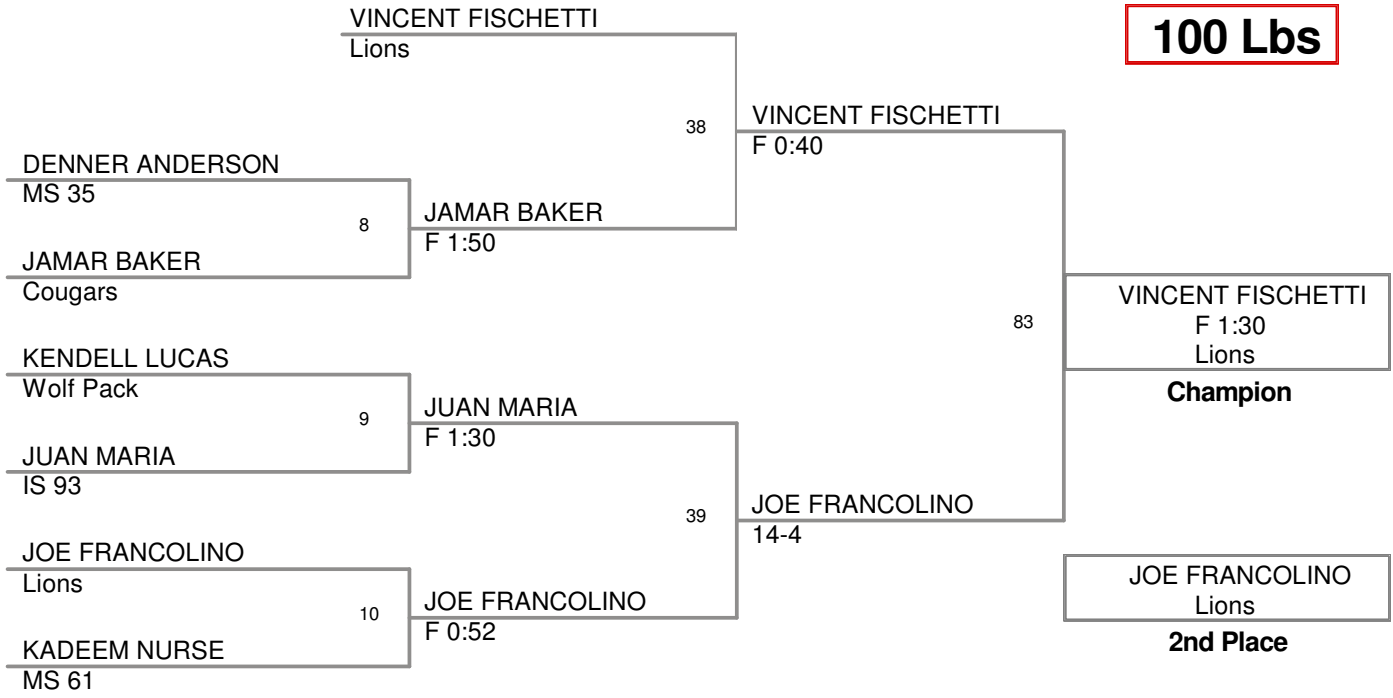 VINCENT FISCHETTI
Lions
100 Lbs
38
VINCENT FISCHETTI
F 0:40
DENNER ANDERSON
MS 35
8
JAMAR BAKER
F 1:50
JAMAR BAKER
Cougars
83
VINCENT FISCHETTI
F 1:30
Lions
Champion
KENDELL LUCAS
Wolf Pack
9
JUAN MARIA
F 1:30
JUAN MARIA
IS 93
39
JOE FRANCOLINO
14-4
JOE FRANCOLINO
Lions
10
JOE FRANCOLINO
F 0:52
KADEEM NURSE
MS 61
JOE FRANCOLINO
Lions
2nd Place